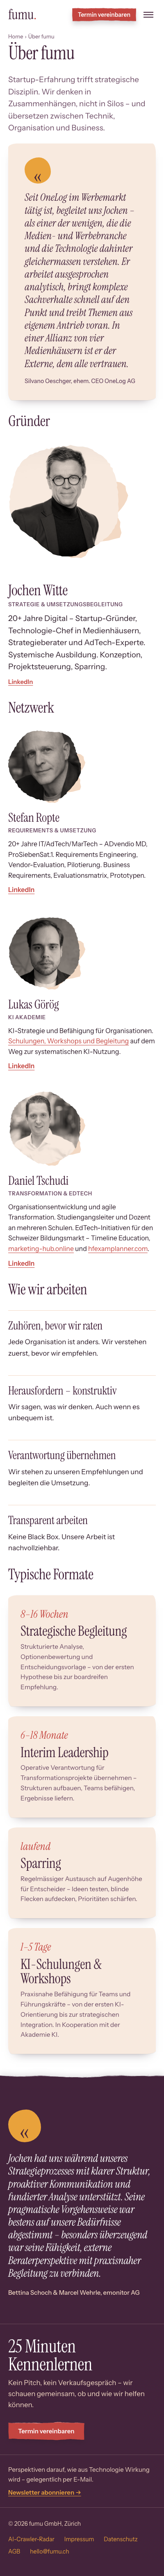 fumu.
Termin vereinbaren
Home › Über fumu
Über fumu
Startup-Erfahrung trifft strategische
Disziplin. Wir denken in
Zusammenhängen, nicht in Silos – und
übersetzen zwischen Technik,
Organisation und Business.
«
Seit OneLog im Werbemarkt
tätig ist, begleitet uns Jochen –
als einer der wenigen, die die
Medien- und Werbebranche
und die Technologie dahinter
gleichermassen verstehen. Er
arbeitet aussergesprochen
analytisch, bringt komplexe
Sachverhalte schnell auf den
Punkt und treibt Themen aus
eigenem Antrieb voran. In
einer Allianz von vier
Medienhäusern ist er der
Externe, dem alle vertrauen.
Silvano Oeschger, ehem. CEO OneLog AG
Gründer
Jochen Witte
STRATEGIE & UMSETZUNGSBEGLEITUNG
20+ Jahre Digital – Startup-Gründer,
Technologie-Chef in Medienhäusern,
Strategieberater und AdTech-Experte.
Systemische Ausbildung. Konzeption,
Projektsteuerung, Sparring.
LinkedIn
Netzwerk
Stefan Ropte
REQUIREMENTS & UMSETZUNG
20+ Jahre IT/AdTech/MarTech – ADvendio MD,
ProSiebenSat.1. Requirements Engineering,
Vendor-Evaluation, Pilotierung. Business
Requirements, Evaluationsmatrix, Prototypen.
LinkedIn
Lukas Görög
KI AKADEMIE
KI-Strategie und Befähigung für Organisationen.
Schulungen, Workshops und Begleitung auf dem
Weg zur systematischen KI-Nutzung.
LinkedIn
Daniel Tschudi
TRANSFORMATION & EDTECH
Organisationsentwicklung und agile
Transformation. Studiengangsleiter und Dozent
an mehreren Schulen. EdTech-Initiativen für den
Schweizer Bildungsmarkt – Timeline Education,
marketing-hub.online und hfexamplanner.com.
LinkedIn
Wie wir arbeiten
Zuhören, bevor wir raten
Jede Organisation ist anders. Wir verstehen
zuerst, bevor wir empfehlen.
Herausfordern – konstruktiv
Wir sagen, was wir denken. Auch wenn es
unbequem ist.
Verantwortung übernehmen
Wir stehen zu unseren Empfehlungen und
begleiten die Umsetzung.
Transparent arbeiten
Keine Black Box. Unsere Arbeit ist
nachvollziehbar.
Typische Formate
8–16 Wochen
Strategische Begleitung
Strukturierte Analyse,
Optionenbewertung und
Entscheidungsvorlage – von der ersten
Hypothese bis zur boardreifen
Empfehlung.
6–18 Monate
Interim Leadership
Operative Verantwortung für
Transformationsprojekte übernehmen –
Strukturen aufbauen, Teams befähigen,
Ergebnisse liefern.
laufend
Sparring
Regelmässiger Austausch auf Augenhöhe
für Entscheider – Ideen testen, blinde
Flecken aufdecken, Prioritäten schärfen.
1–5 Tage
KI-Schulungen &
Workshops
Praxisnahe Befähigung für Teams und
Führungskräfte – von der ersten KI-
Orientierung bis zur strategischen
Integration. In Kooperation mit der
Akademie KI.
«
Jochen hat uns während unseres
Strategieprozesses mit klarer Struktur,
proaktiver Kommunikation und
fundierter Analyse unterstützt. Seine
pragmatische Vorgehensweise war
bestens auf unsere Bedürfnisse
abgestimmt – besonders überzeugend
war seine Fähigkeit, externe
Beraterperspektive mit praxisnaher
Begleitung zu verbinden.
Bettina Schoch & Marcel Wehrle, emonitor AG
25 Minuten
Kennenlernen
Kein Pitch, kein Verkaufsgespräch – wir
schauen gemeinsam, ob und wie wir helfen
können.
Termin vereinbaren
Perspektiven darauf, wie aus Technologie Wirkung
wird – gelegentlich per E-Mail.
Newsletter abonnieren →
© 2026 fumu GmbH, Zürich
AI-Crawler-Radar Impressum Datenschutz
AGB hello@fumu.ch